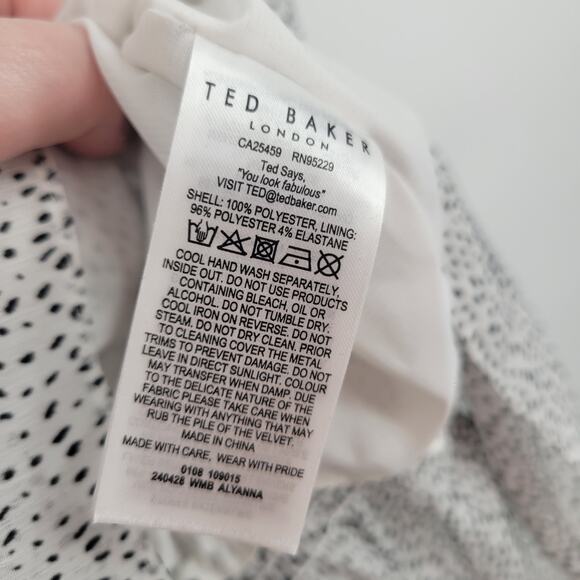 TED BAKER
LONDON
CA25459 RN95229
Ted Says,
"You look fabulous"
VISIT TED@tedbaker.com
SHELL: 100% POLYESTER, LINING:
96% POLYESTER 4% ELASTANE
COOL HAND WASH SEPARATELY,
INSIDE OUT. DO NOT USE PRODUCTS
CONTAINING BLEACH, OIL OR
ALCOHOL. DO NOT TUMBLE DRY.
COOL IRON ON REVERSE. DO NOT
STEAM. DO NOT DRY CLEAN. PRIOR
TO CLEANING COVER THE METAL
TRIMS TO PREVENT DAMAGE. DO NOT
LEAVE IN DIRECT SUNLIGHT. COLOUR
MAY TRANSFER WHEN DAMP. DUE
TO THE DELICATE NATURE OF THE
FABRIC PLEASE TAKE CARE WHEN
WEARING WITH ANYTHING THAT MAY
RUB THE PILE OF THE VELVET.
MADE IN CHINA
MADE WITH CARE, WEAR WITH PRIDE
0108 109015
240428 WMB ALYANNA